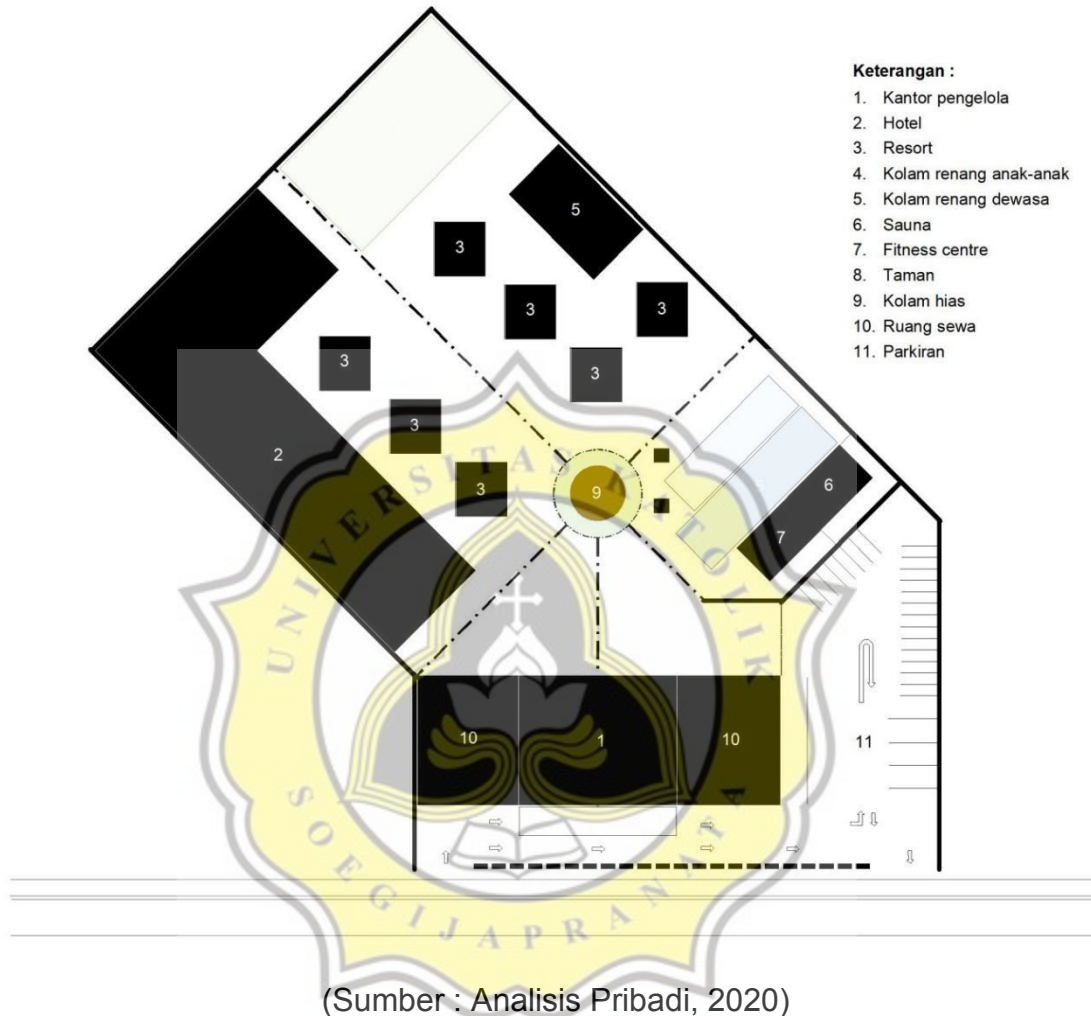 Keterangan :
1. Kantor pengelola
2. Hotel
3. Resort
4. Kolam renang anak-anak
5. Kolam renang dewasa
6. Sauna
7. Fitness centre
8. Taman
9. Kolam hias
10. Ruang sewa
11. Parkiran
5
3
3
3
3
3
3
3
2
9
6
7
10
1
10
11
UNIVERSITAS KATOLIK
SOEGIJAPRANATA
(Sumber : Analisis Pribadi, 2020)